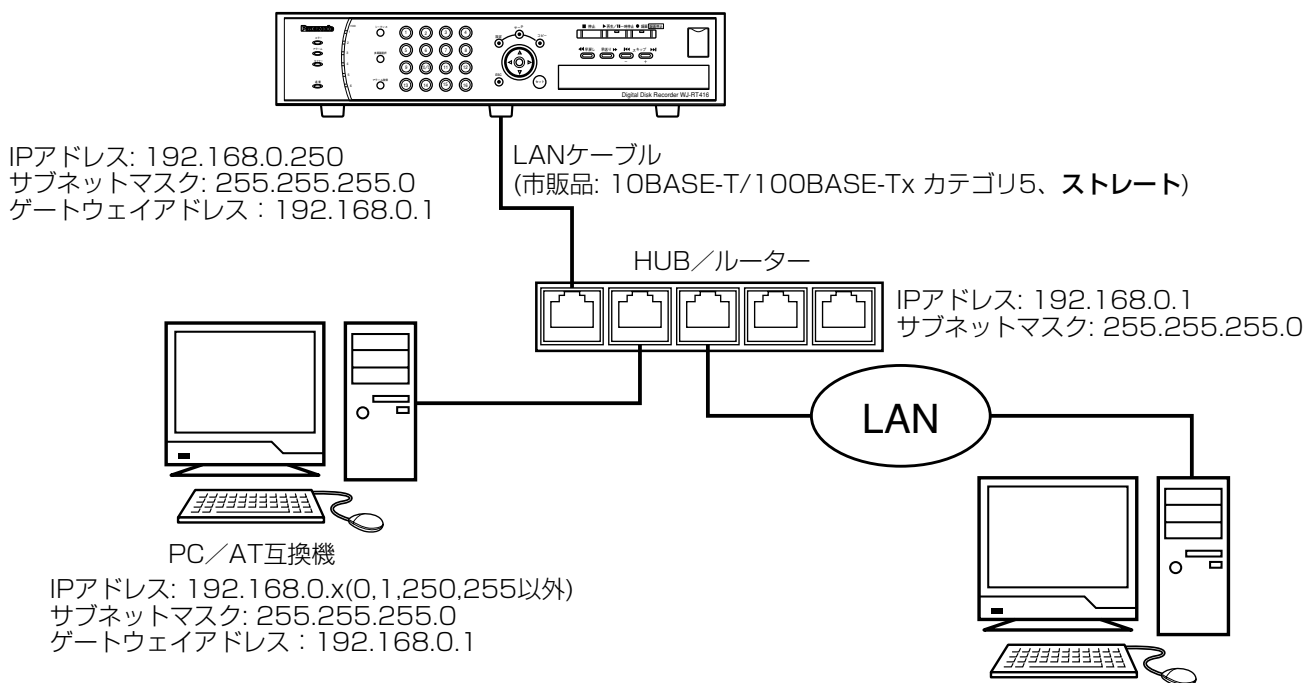 Panasonic
Digital Disk Recorder WJ-RT416
IPアドレス: 192.168.0.250
サブネットマスク: 255.255.255.0
ゲートウェイアドレス：192.168.0.1
LANケーブル
(市販品: 10BASE-T/100BASE-Tx カテゴリ5、ストレート)
HUB／ルーター
IPアドレス: 192.168.0.1
サブネットマスク: 255.255.255.0
LAN
PC／AT互換機
IPアドレス: 192.168.0.x(0,1,250,255以外)
サブネットマスク: 255.255.255.0
ゲートウェイアドレス：192.168.0.1